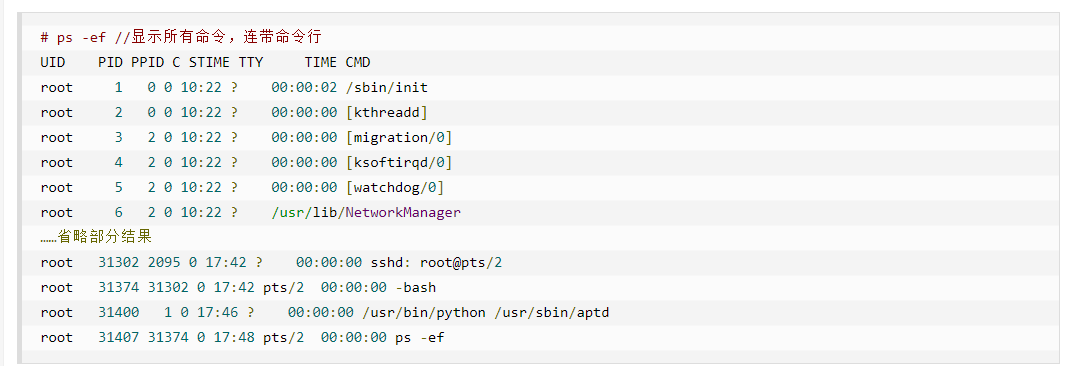 # ps -ef //显示所有命令，连带命令行
UID    PID PPID C STIME TTY     TIME CMD
root     1   0 0 10:22 ?    00:00:02 /sbin/init
root     2   0 0 10:22 ?    00:00:00 [kthreadd]
root     3   2 0 10:22 ?    00:00:00 [migration/0]
root     4   2 0 10:22 ?    00:00:00 [ksoftirqd/0]
root     5   2 0 10:22 ?    00:00:00 [watchdog/0]
root     6   2 0 10:22 ?    /usr/lib/NetworkManager
……省略部分结果
root   31302 2095 0 17:42 ?    00:00:00 sshd: root@pts/2
root   31374 31302 0 17:42 pts/2  00:00:00 -bash
root   31400   1 0 17:46 ?    00:00:00 /usr/bin/python /usr/sbin/aptd
root   31407 31374 0 17:48 pts/2  00:00:00 ps -ef